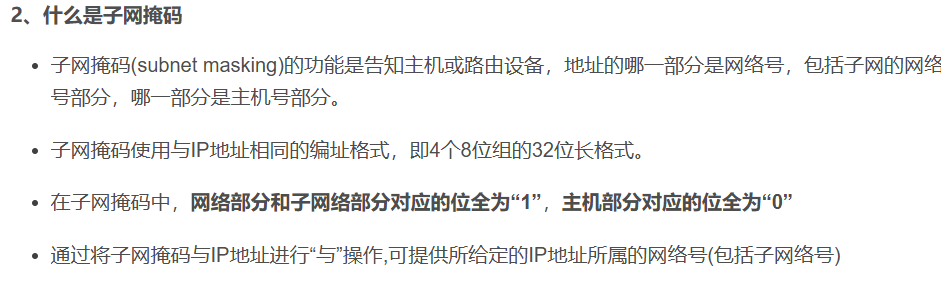 2、什么是子网掩码
子网掩码(subnet masking)的功能是告知主机或路由设备，地址的哪一部分是网络号，包括子网的网络
号部分，哪一部分是主机号部分。
子网掩码使用与IP地址相同的编址格式，即4个8位组的32位长格式。
在子网掩码中，网络部分和子网络部分对应的位全为“1”，主机部分对应的位全为“0”
通过将子网掩码与IP地址进行“与”操作,可提供所给定的IP地址所属的网络号(包括子网络号)